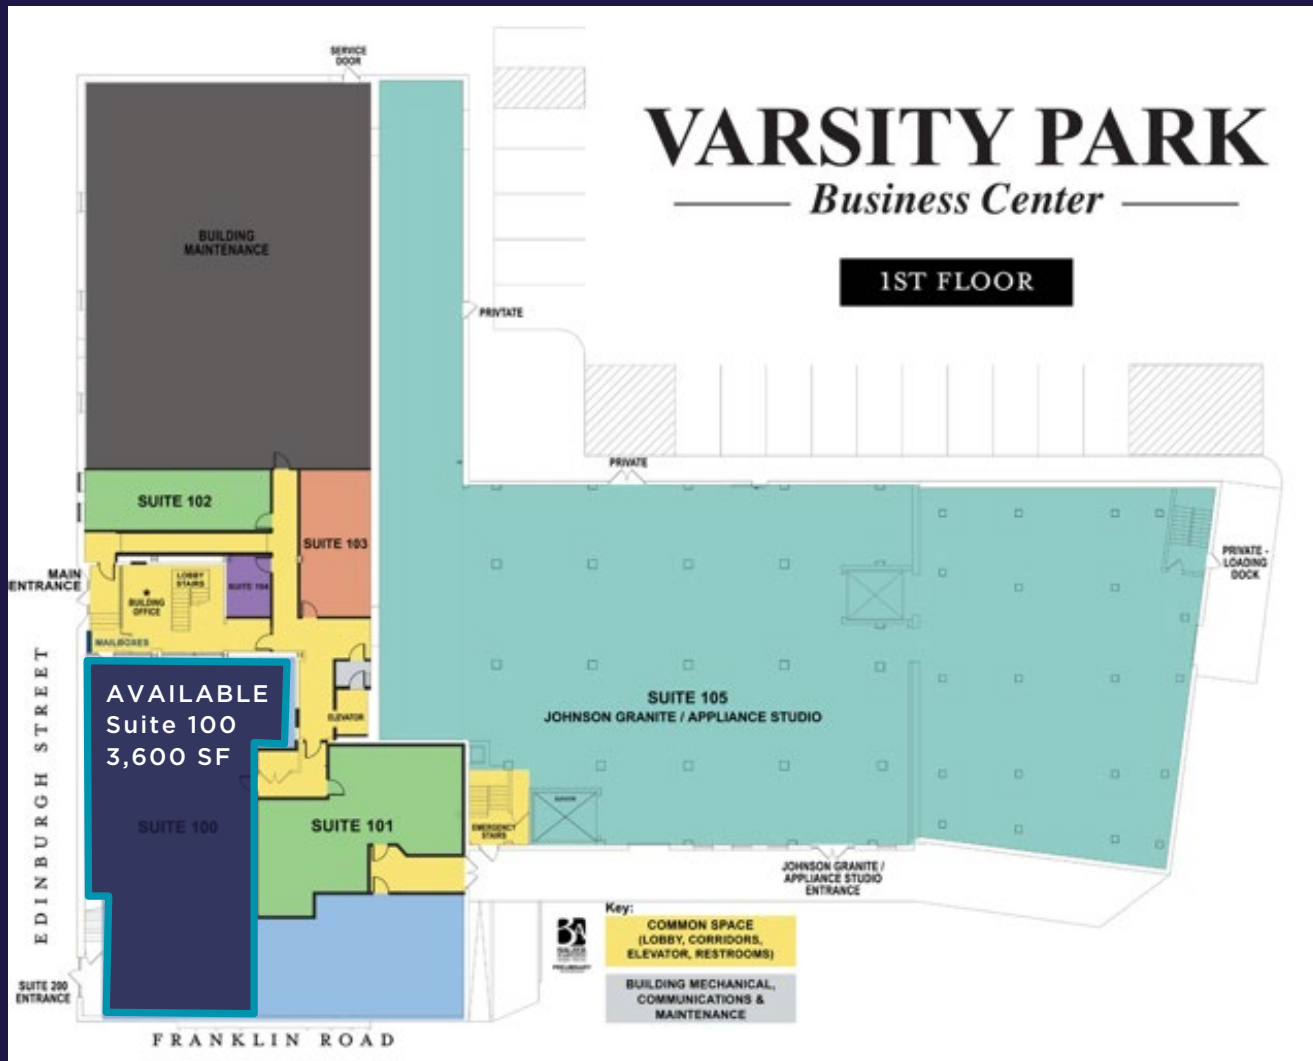 SERVICE
DOOR
VARSITY PARK
Business Center
1ST FLOOR
BUILDING
MAINTENANCE
PRIVTATE
PRIVATE
SUITE 102
SUITE 103
MAIN
ENTRANCE
LOBBY
STAIRS
SUITE 104
BUILDING
OFFICE
MAILBOXES
PRIVATE -
LOADING
DOCK
EDINBURGH STREET
AVAILABLE
Suite 100
3,600 SF
ELEVATOR
SUITE 105
JOHNSON GRANITE / APPLIANCE STUDIO
SUITE 100
SUITE 101
EMERGENCY
STAIRS
JOHNSON GRANITE /
APPLIANCE STUDIO
ENTRANCE
SUITE 200
ENTRANCE
Key:
COMMON SPACE
(LOBBY, CORRIDORS,
ELEVATOR, RESTROOMS)
BUILDING MECHANICAL,
COMMUNICATIONS &
MAINTENANCE
PRELIMINARY
FRANKLIN ROAD